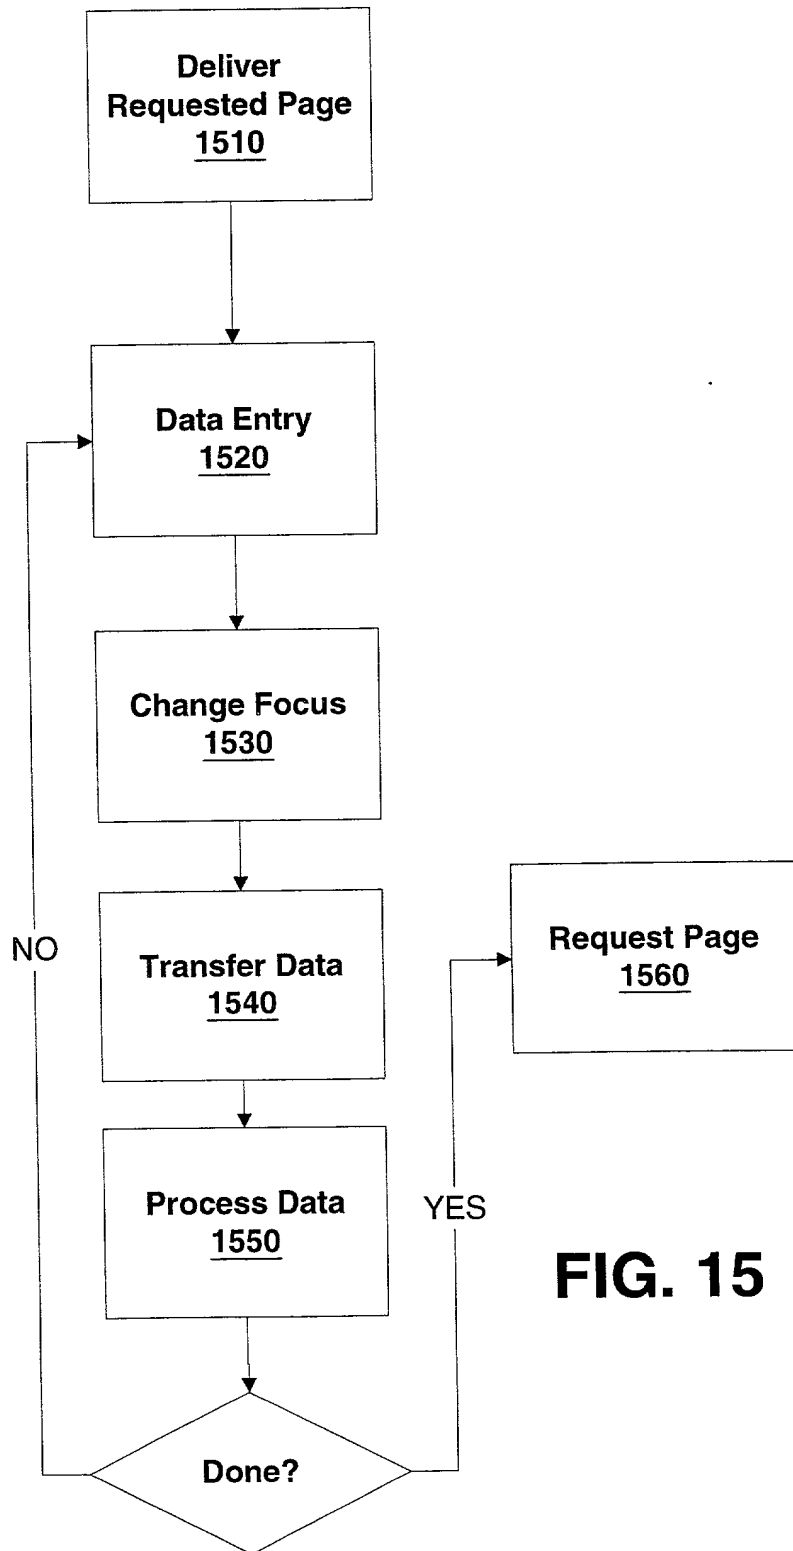 Deliver
Requested Page
1510
Data Entry
1520
Change Focus
1530
Transfer Data
1540
Request Page
1560
NO
Process Data
1550
YES
FIG. 15
Done?